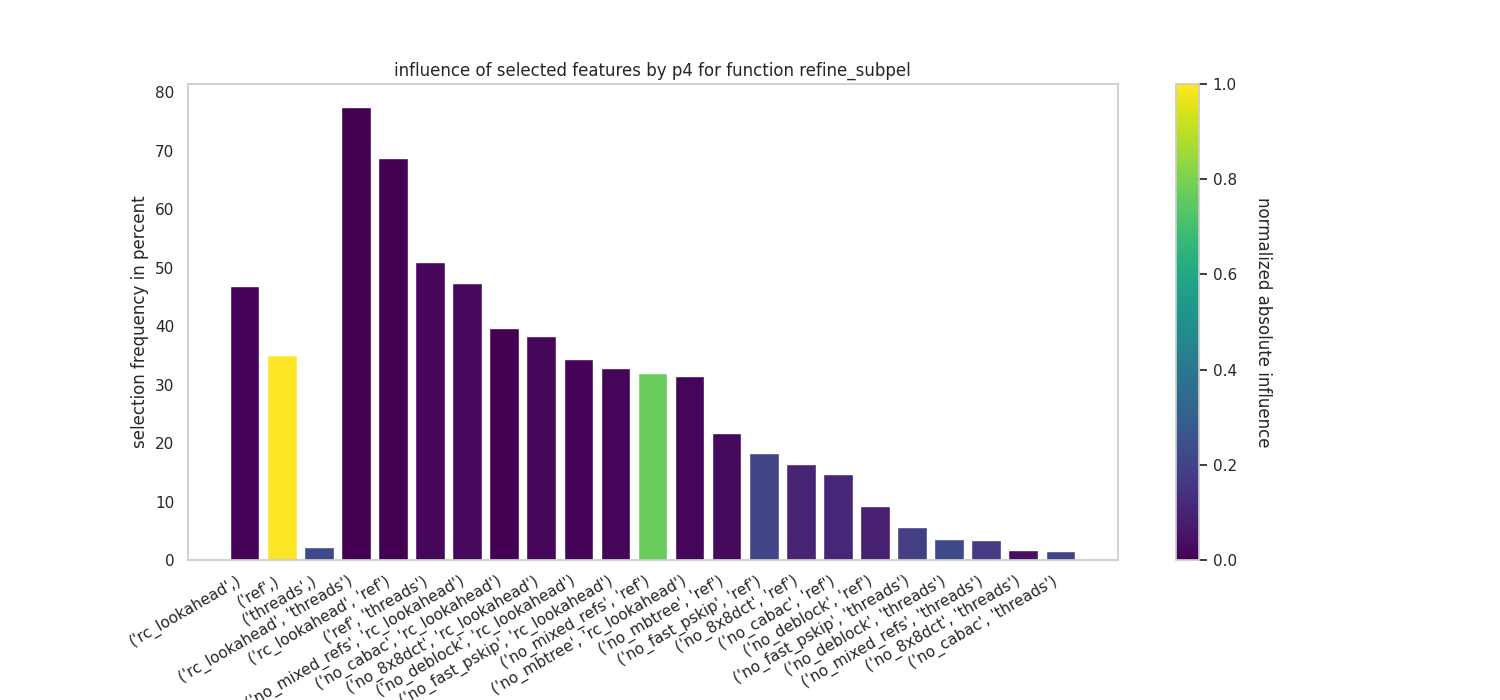 influence of selected features by p4 for function refine_subpel
selection frequency in percent
80
70
60
50
40
30
20
10
0
('rc_lookahead',)
('ref',)
('threads',)
('rc_lookahead', 'threads')
('rc_lookahead', 'ref')
('ref', 'threads')
('no_mixed_refs', 'rc_lookahead')
('no_cabac', 'rc_lookahead')
('no_8x8dct', 'rc_lookahead')
('no_deblock', 'rc_lookahead')
('no_fast_pskip', 'rc_lookahead')
('no_mixed_refs', 'ref')
('no_mbtree', 'rc_lookahead')
('no_mbtree', 'ref')
('no_fast_pskip', 'ref')
('no_8x8dct', 'ref')
('no_cabac', 'ref')
('no_deblock', 'ref')
('no_fast_pskip', 'threads')
('no_deblock', 'threads')
('no_mixed_refs', 'threads')
('no_8x8dct', 'threads')
('no_cabac', 'threads')
1.0
0.8
0.6
0.4
0.2
0.0
normalized absolute influence